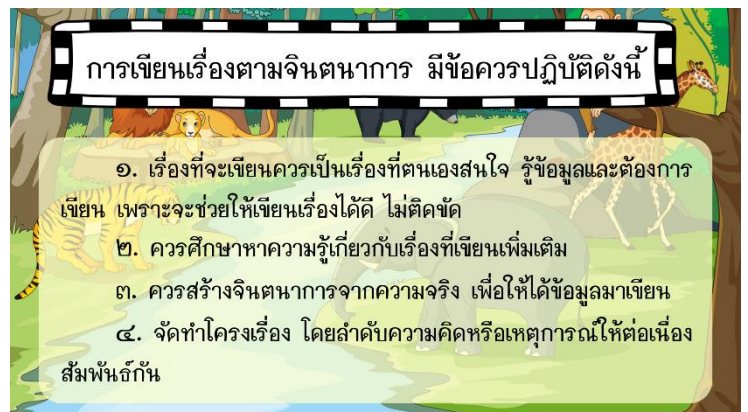 การเขียนเรื่องตามจินตนาการ มีข้อควรปฏิบัติดังนี้
๑. เรื่องที่จะเขียนควรเป็นเรื่องที่ตนเองสนใจ รู้ข้อมูลและต้องการ
เขียน เพราะจะช่วยให้เขียนเรื่องได้ดี ไม่ติดขัด
๒. ควรศึกษาหาความรู้เกี่ยวกับเรื่องที่เขียนเพิ่มเติม
๓. ควรสร้างจินตนาการจากความจริง เพื่อให้ได้ข้อมูลมาเขียน
๔. จัดทำโครงเรื่อง โดยลำดับความคิดหรือเหตุการณ์ให้ต่อเนื่อง
สัมพันธ์กัน